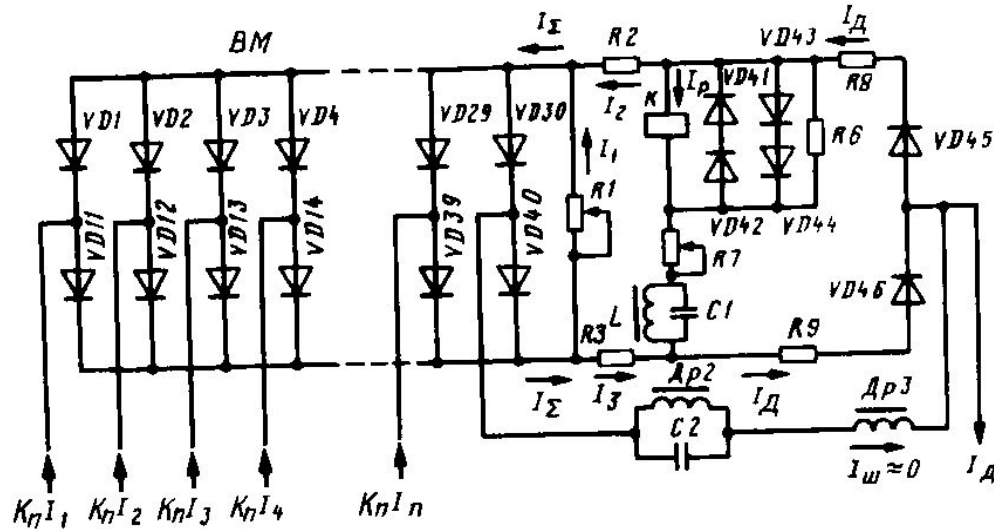 BM
I_Σ
R2
VD43
I_Д
VD1
VD2
VD3
VD4
VD29
VD30
I_2
K
I_p
VD41
R8
VD45
I_1
R6
R1
VD11
VD12
VD13
VD14
VD39
VD40
VD42
VD44
R7
VD46
L
C1
R3
R9
I_Σ
I_3
Др2
I_Д
Др3
C2
I_ш≈0
I_Д
K_пI_1
K_пI_2
K_пI_3
K_пI_4
K_пI_n